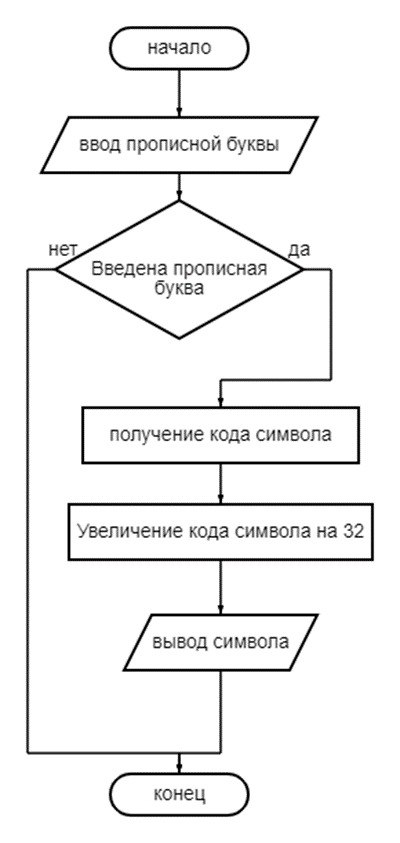 начало
ввод прописной буквы
нет
да
Введена прописная
буква
получение кода символа
Увеличение кода символа на 32
вывод символа
конец